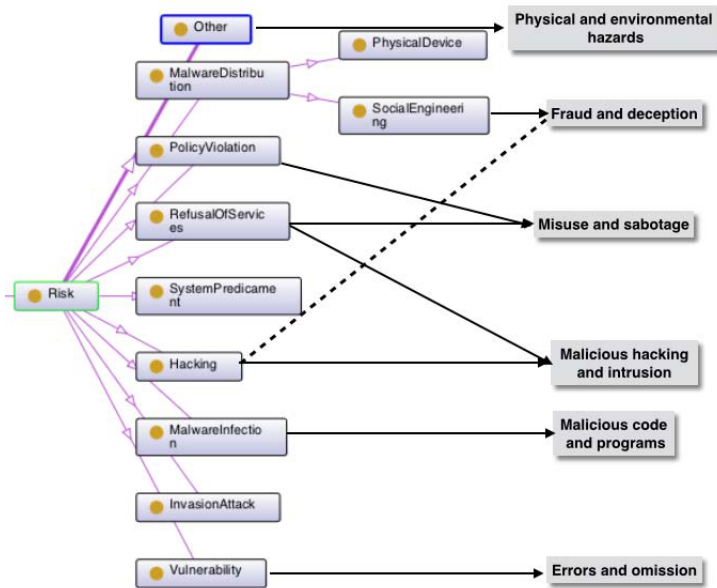 Other
Physical and environmental
hazards
PhysicalDevice
MalwareDistribu
tion
SocialEngineeri
ng
Fraud and deception
PolicyViolation
RefusalOfServic
es
Misuse and sabotage
Risk
SystemPredicame
nt
Hacking
Malicious hacking
and intrusion
MalwareInfectio
n
Malicious code
and programs
InvasionAttack
Vulnerability
Errors and omission